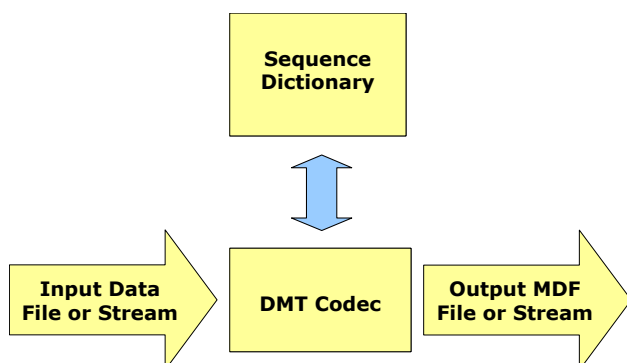 Sequence
Dictionary
Input Data
File or Stream
DMT Codec
Output MDF
File or Stream